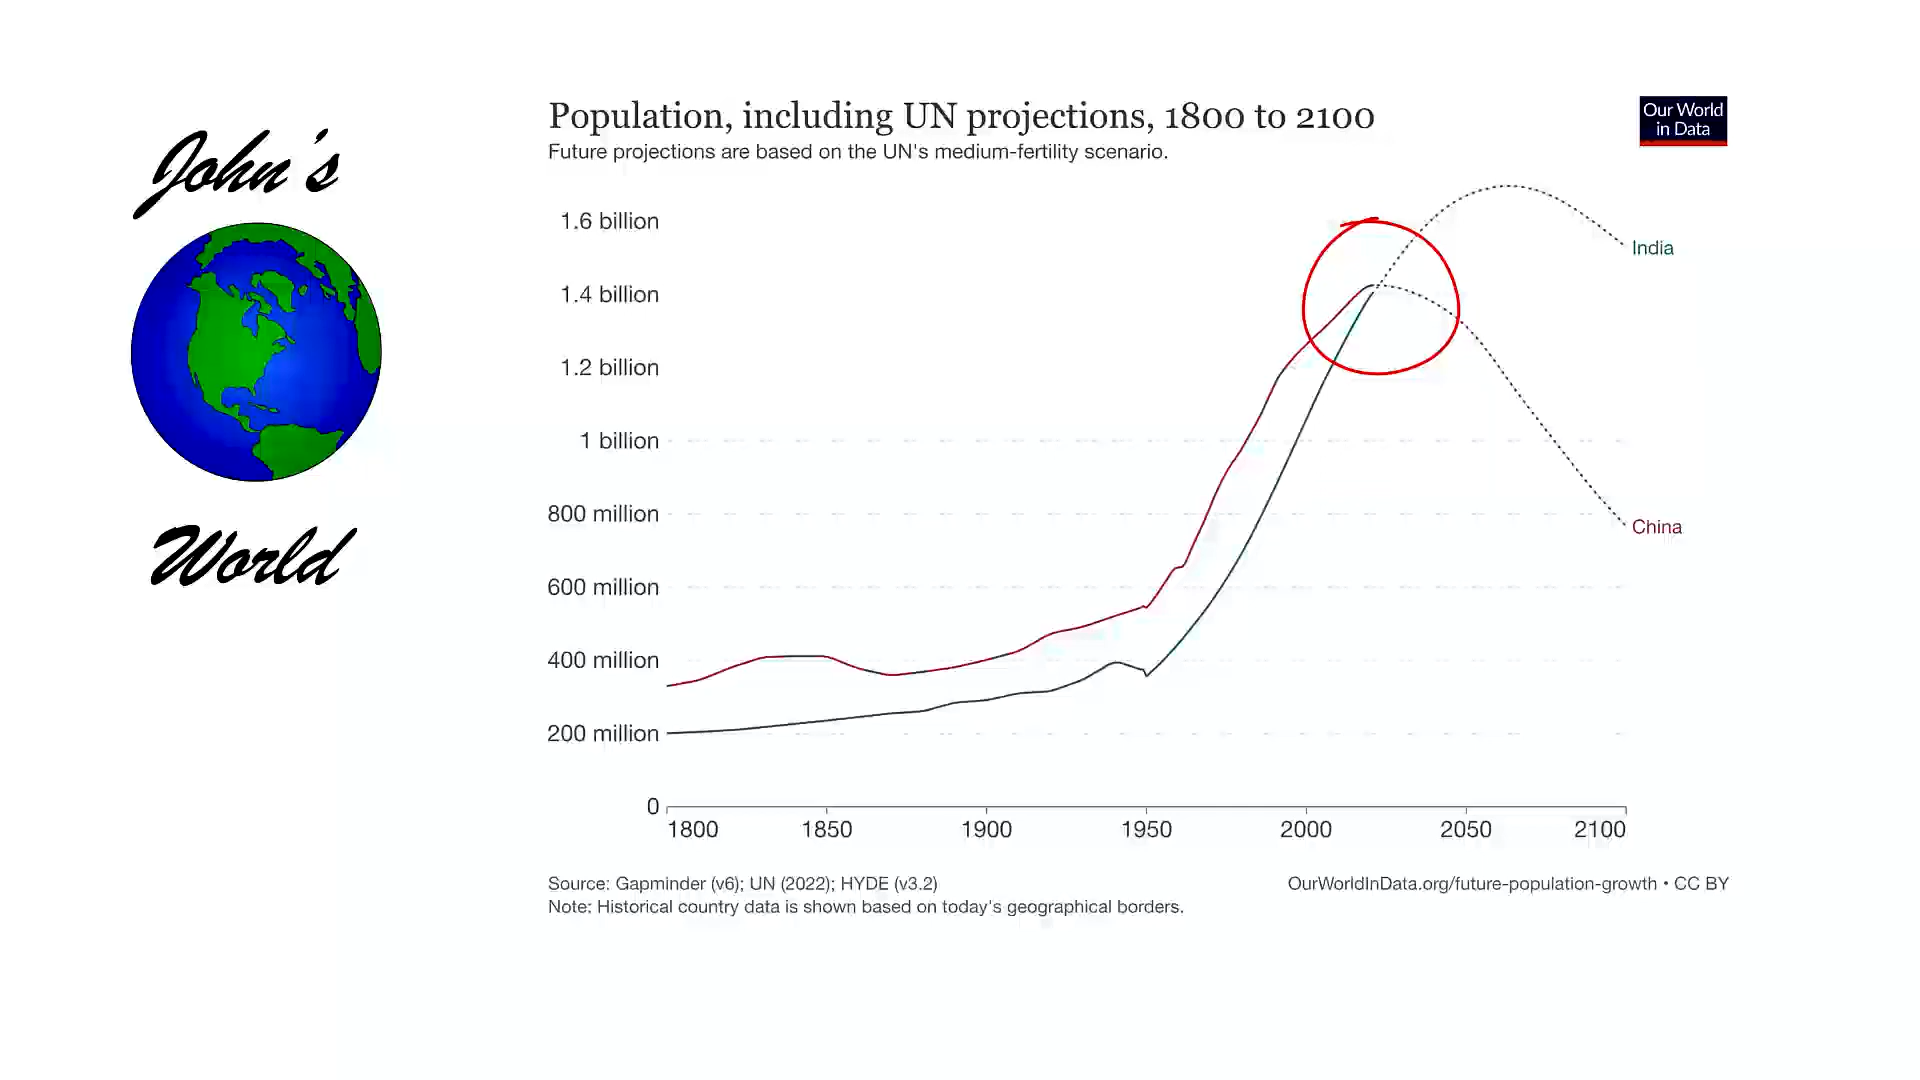 John's
World
Population, including UN projections, 1800 to 2100
Future projections are based on the UN's medium-fertility scenario.
Our World
in Data
1.6 billion
1.4 billion
1.2 billion
1 billion
800 million
600 million
400 million
200 million
0
India
China
1800 1850 1900 1950 2000 2050 2100
Source: Gapminder (v6); UN (2022); HYDE (v3.2)
OurWorldInData.org/future-population-growth • CC BY
Note: Historical country data is shown based on today's geographical borders.